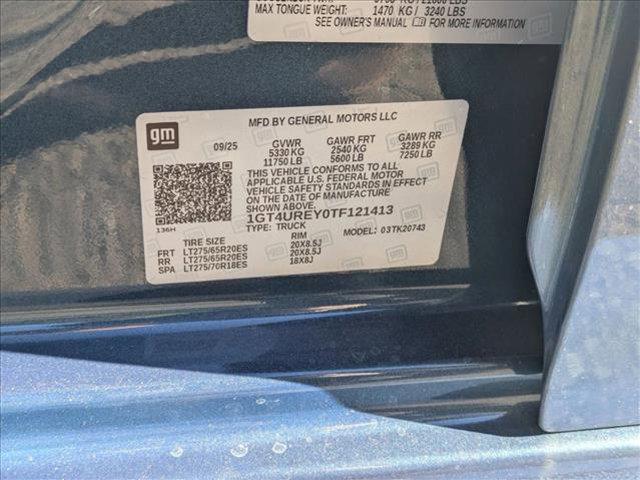 MAX TONGUE WEIGHT: 1470 KG / 3240 LBS
SEE OWNER'S MANUAL FOR MORE INFORMATION
gm
MFD BY GENERAL MOTORS LLC
09/25 GVWR GAWR FRT GAWR RR
5330 KG 2540 KG 3289 KG
11750 LB 5600 LB 7250 LB
THIS VEHICLE CONFORMS TO ALL
APPLICABLE U.S. FEDERAL MOTOR
VEHICLE SAFETY STANDARDS IN EFFECT
ON THE DATE OF MANUFACTURE
SHOWN ABOVE.
1GT4UREY0TF121413
136H
TYPE: TRUCK MODEL: 03TK20743
TIRE SIZE RIM
FRT LT275/65R20ES 20X8.5J
RR LT275/65R20ES 20X8.5J
SPA LT275/70R18ES 18X8J